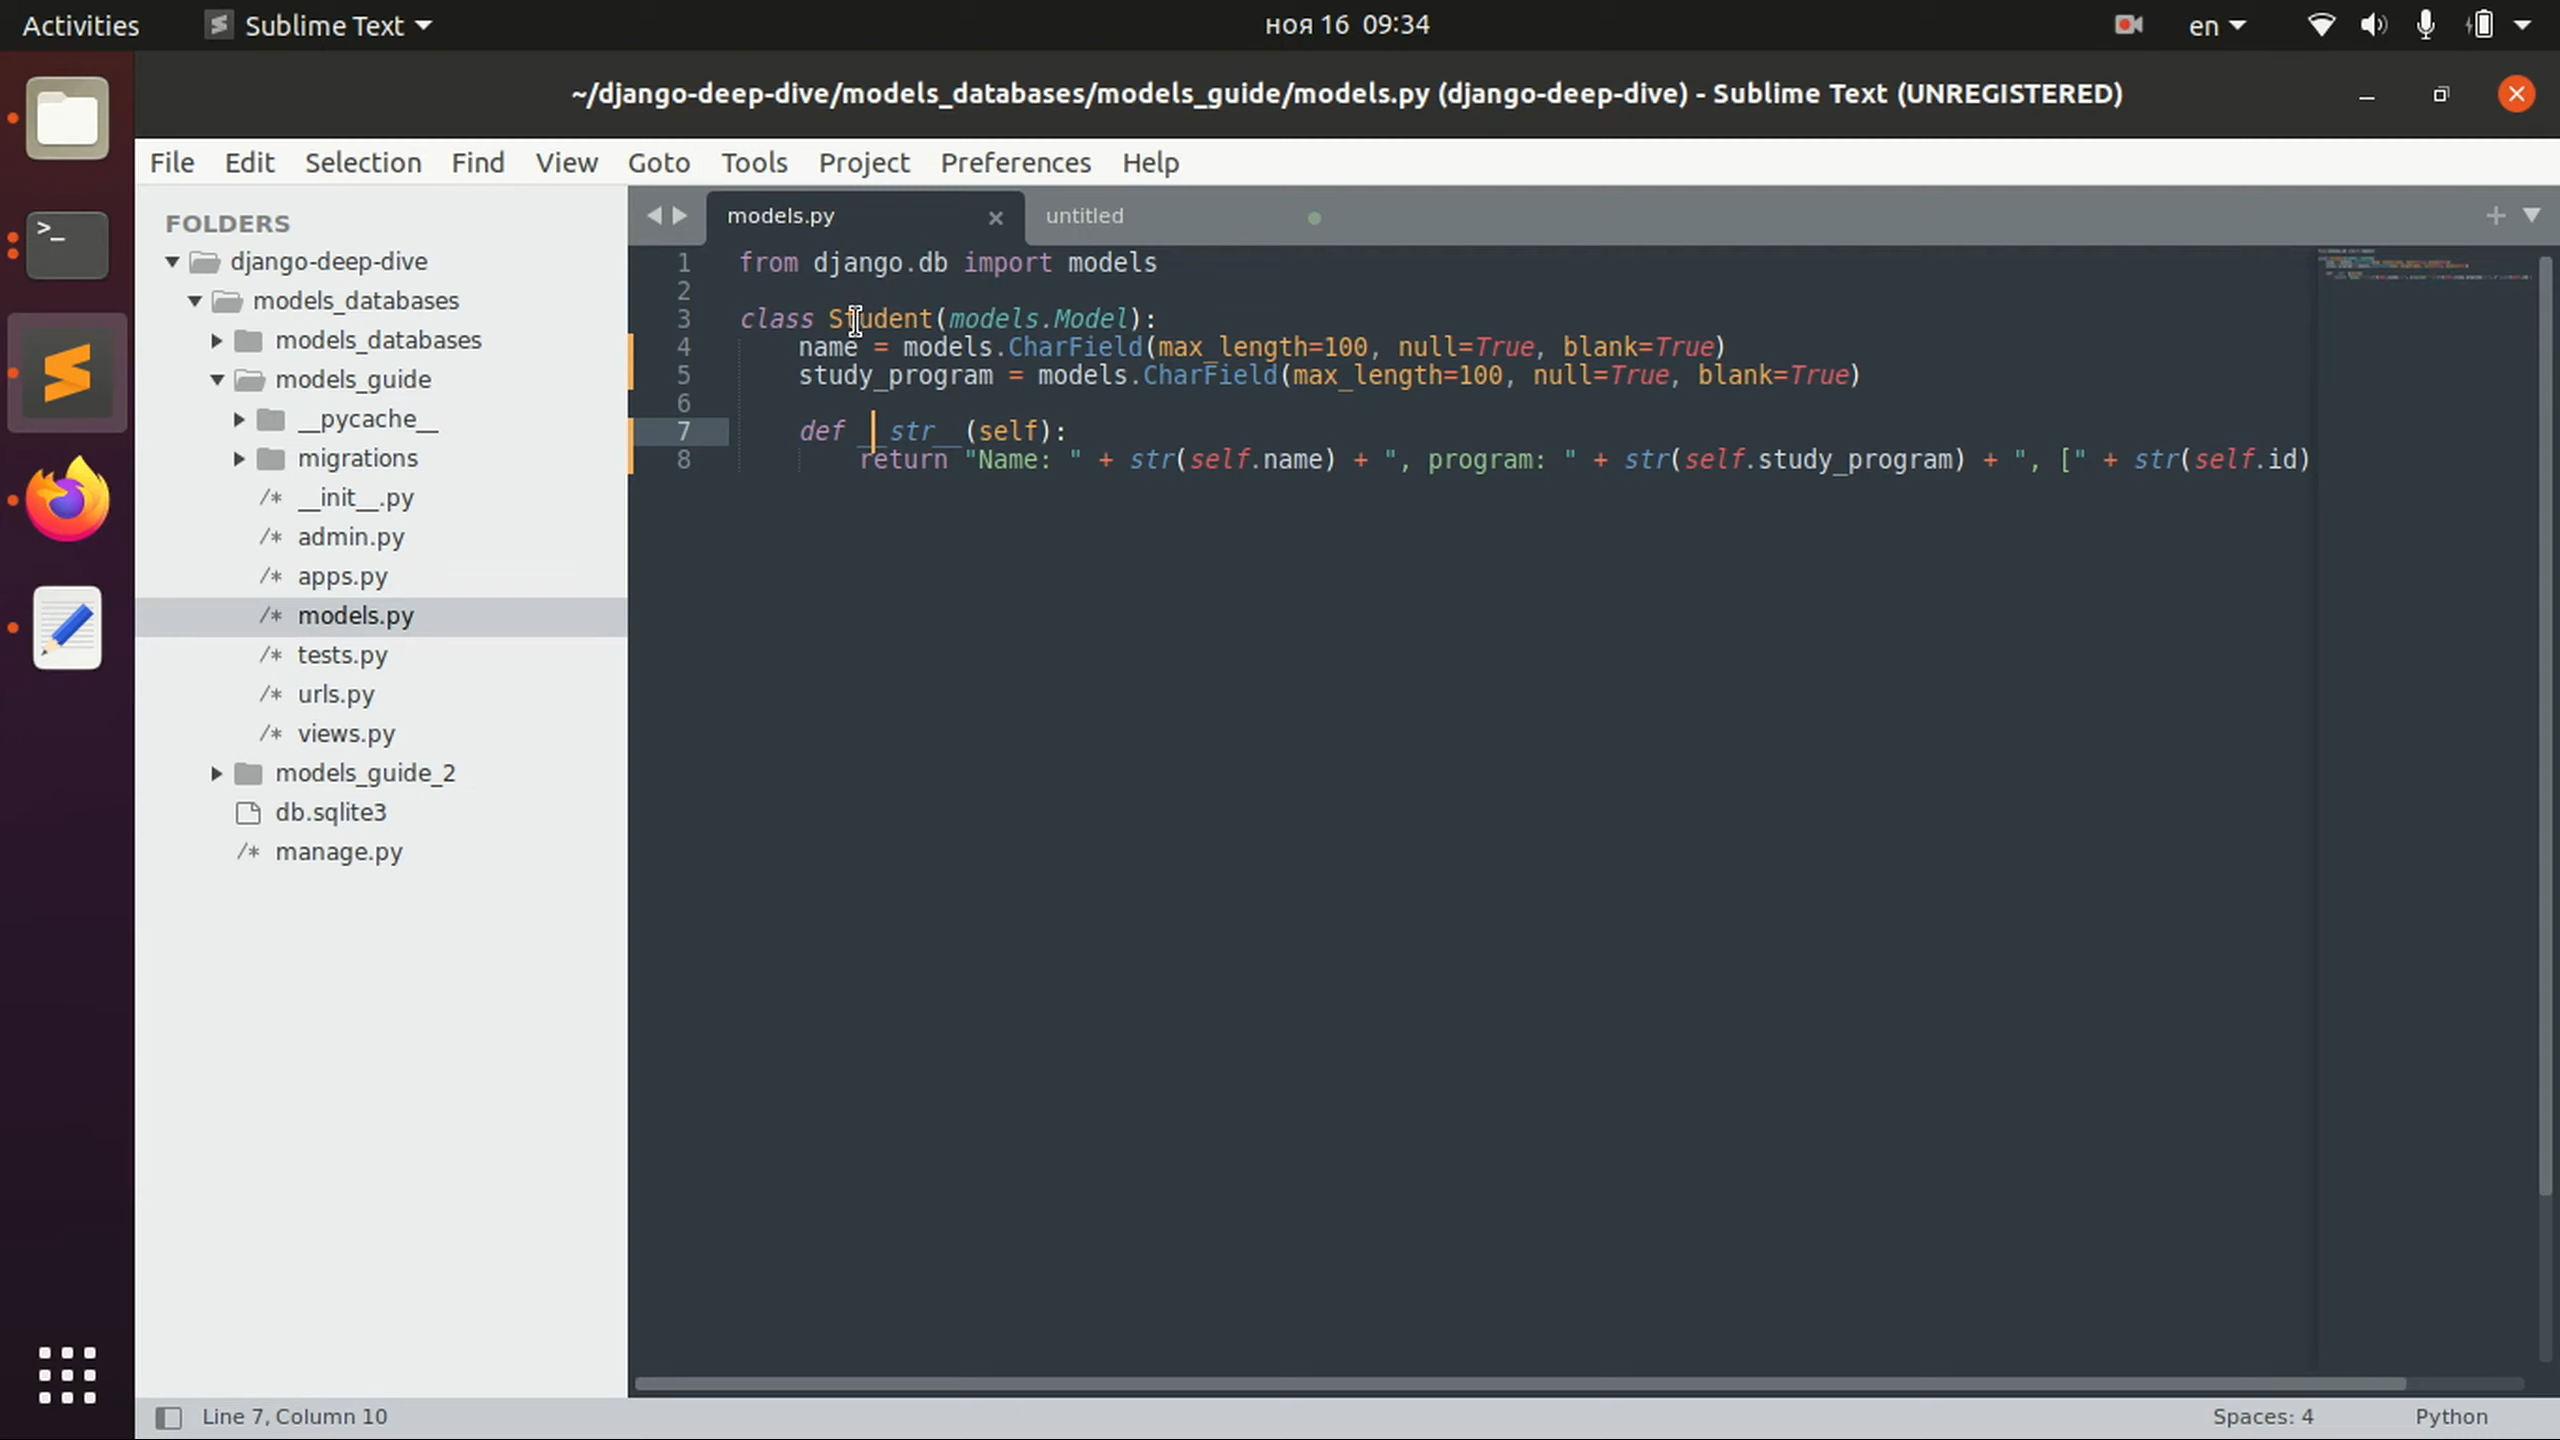 Activities
Sublime Text
ноя 16 09:34
en
~/django-deep-dive/models_databases/models_guide/models.py (django-deep-dive) - Sublime Text (UNREGISTERED)
File Edit Selection Find View Goto Tools Project Preferences Help
FOLDERS
django-deep-dive
models_databases
models_databases
models_guide
__pycache__
migrations
/* __init__.py
/* admin.py
/* apps.py
/* models.py
/* tests.py
/* urls.py
/* views.py
models_guide_2
db.sqlite3
/* manage.py
models.py
untitled
1 from django.db import models
2
3 class Student(models.Model):
4 name = models.CharField(max_length=100, null=True, blank=True)
5 study_program = models.CharField(max_length=100, null=True, blank=True)
6
7 def __str__(self):
8 return "Name: " + str(self.name) + ", program: " + str(self.study_program) + ", [" + str(self.id)
Line 7, Column 10
Spaces: 4
Python